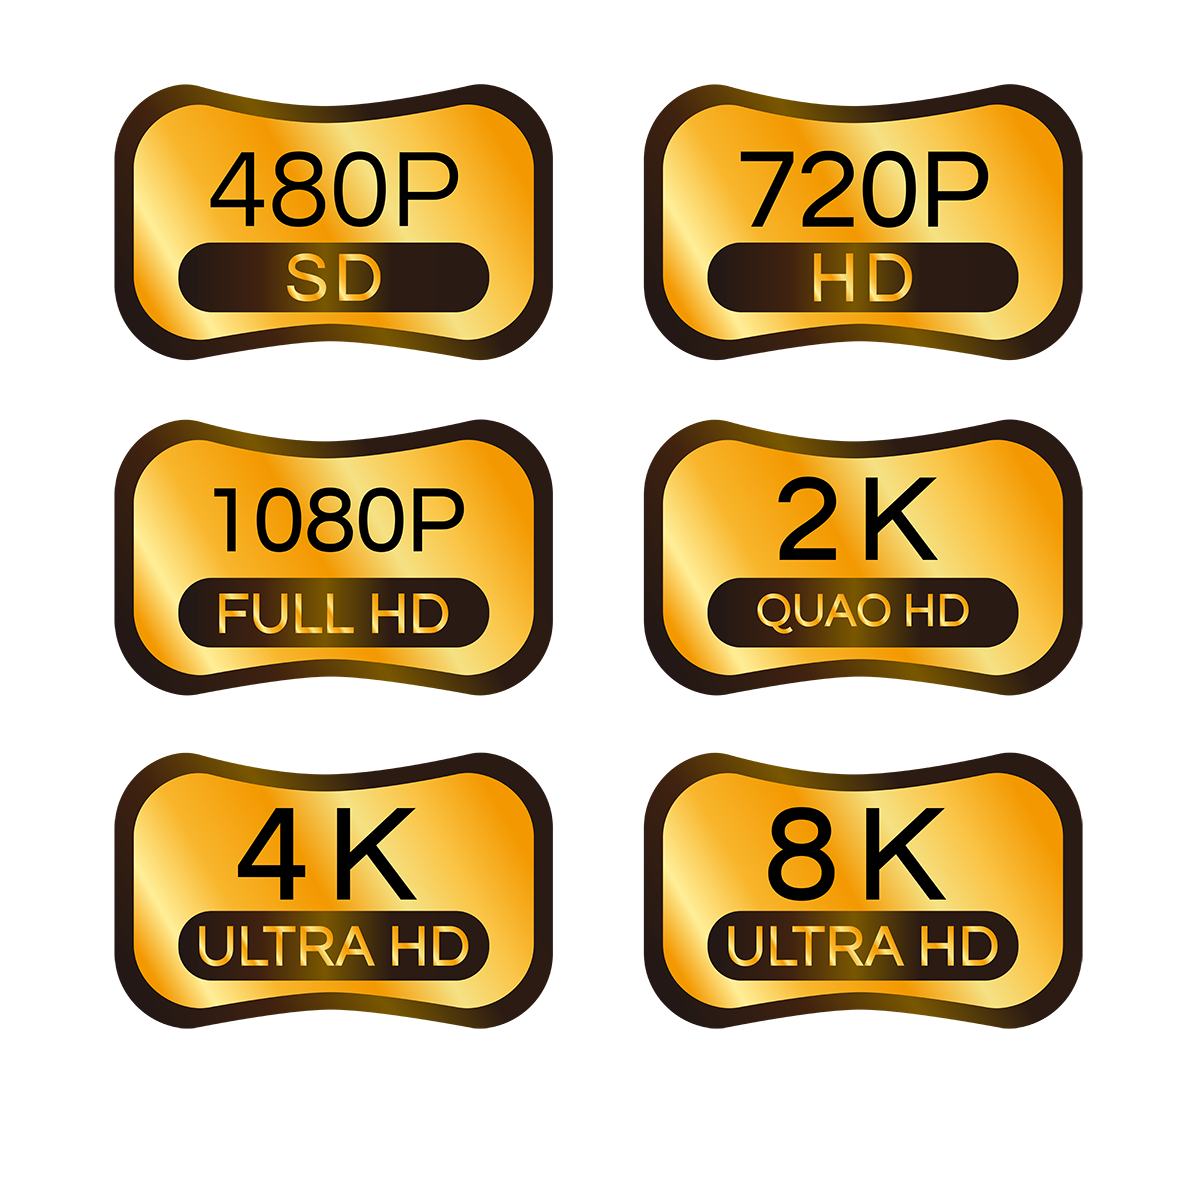 480P
SD
720P
HD
1080P
FULL HD
2K
QUAO HD
4K
ULTRA HD
8K
ULTRA HD